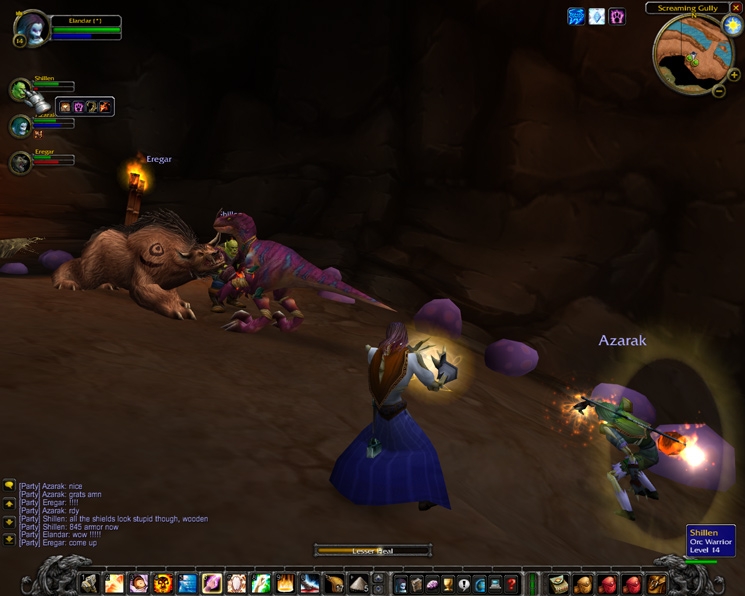 Elandar (*)
14
Screaming Gully
N
Shillen
Eregar
Eregar
Azarak
[Party] Azarak: nice
[Party] Azarak: grats amn
[Party] Eregar: !!!!
[Party] Azarak: rdy
[Party] Shillen: all the shields look stupid though, wooden
[Party] Shillen: 845 armor now
[Party] Elandar: wow !!!!!
[Party] Eregar: come up
Lesser Heal
Shillen
Orc Warrior
Level 14
17
5